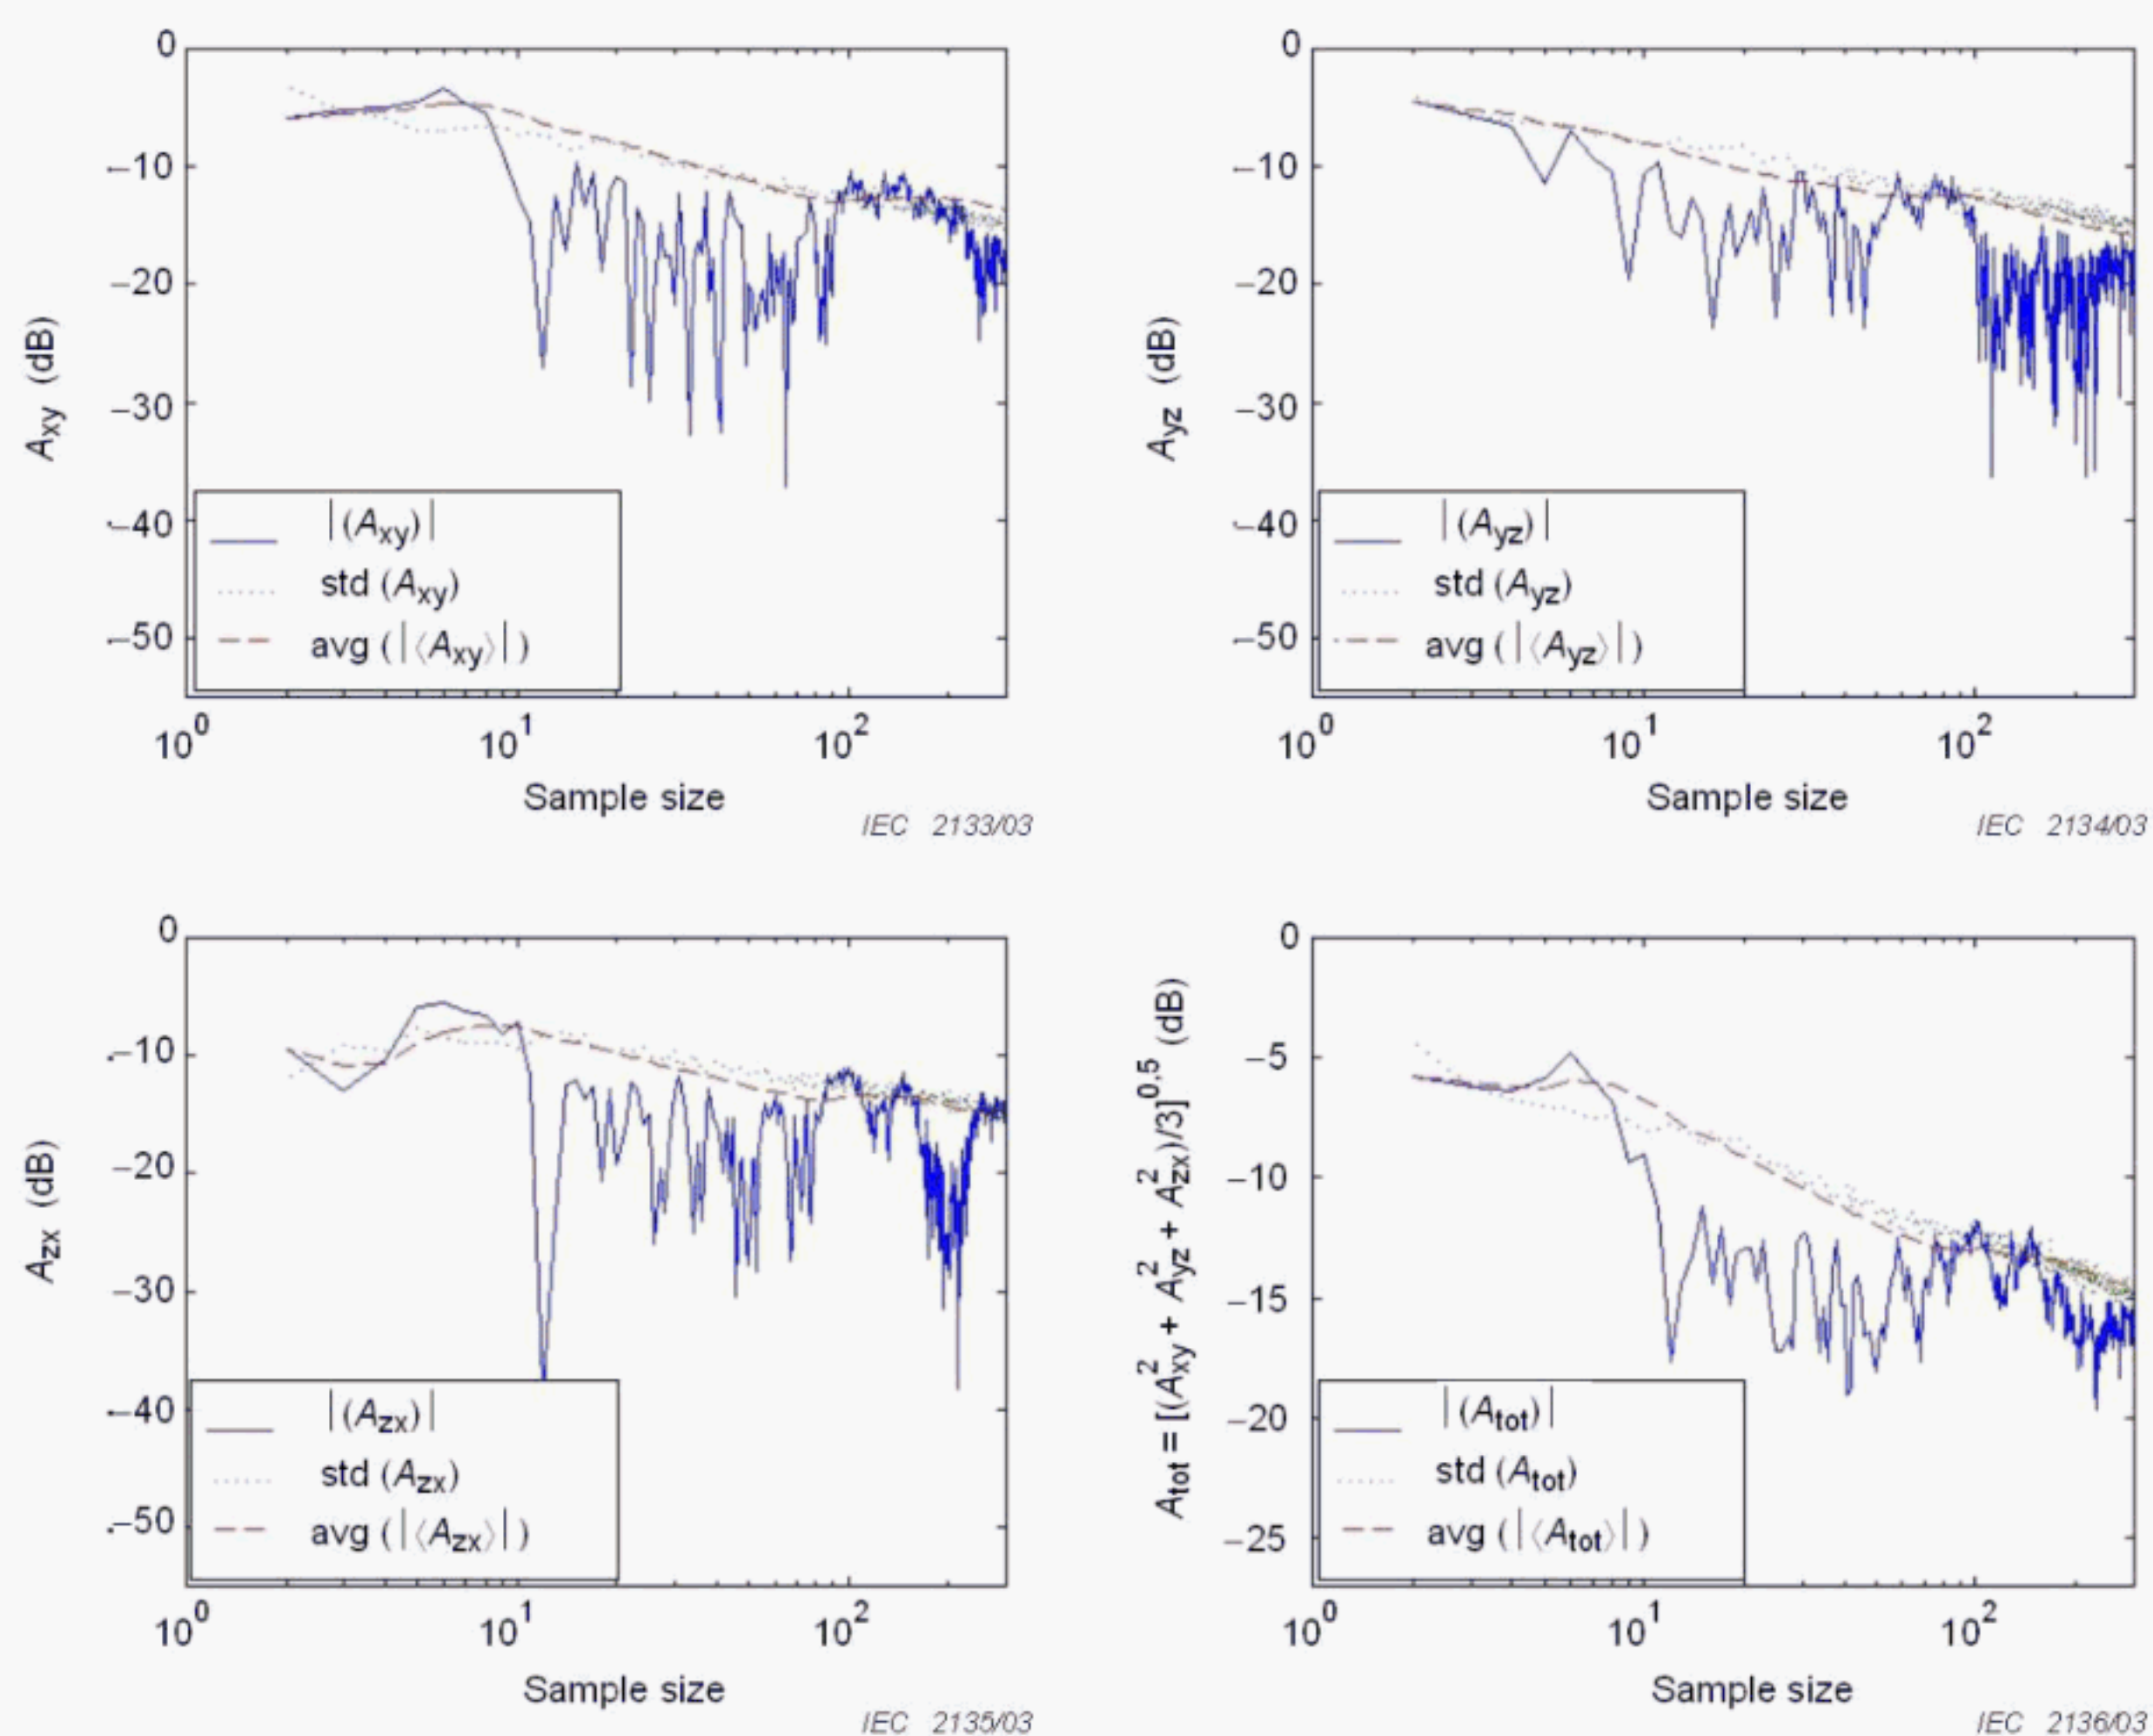 0
−10
−20
−30
−40
−50
A_xy (dB)
|(A_xy)|
std (A_xy)
avg (|⟨A_xy⟩|)
10^0 10^1 10^2
Sample size
IEC 2133/03
0
−10
−20
−30
−40
−50
A_yz (dB)
|(A_yz)|
std (A_yz)
avg (|⟨A_yz⟩|)
10^0 10^1 10^2
Sample size
IEC 2134/03
0
−10
−20
−30
−40
−50
A_zx (dB)
|(A_zx)|
std (A_zx)
avg (|⟨A_zx⟩|)
10^0 10^1 10^2
Sample size
IEC 2135/03
0
−5
−10
−15
−20
−25
A_tot = [(A_xy^2 + A_yz^2 + A_zx^2)/3]^0,5 (dB)
|(A_tot)|
std (A_tot)
avg (|⟨A_tot⟩|)
10^0 10^1 10^2
Sample size
IEC 2136/03